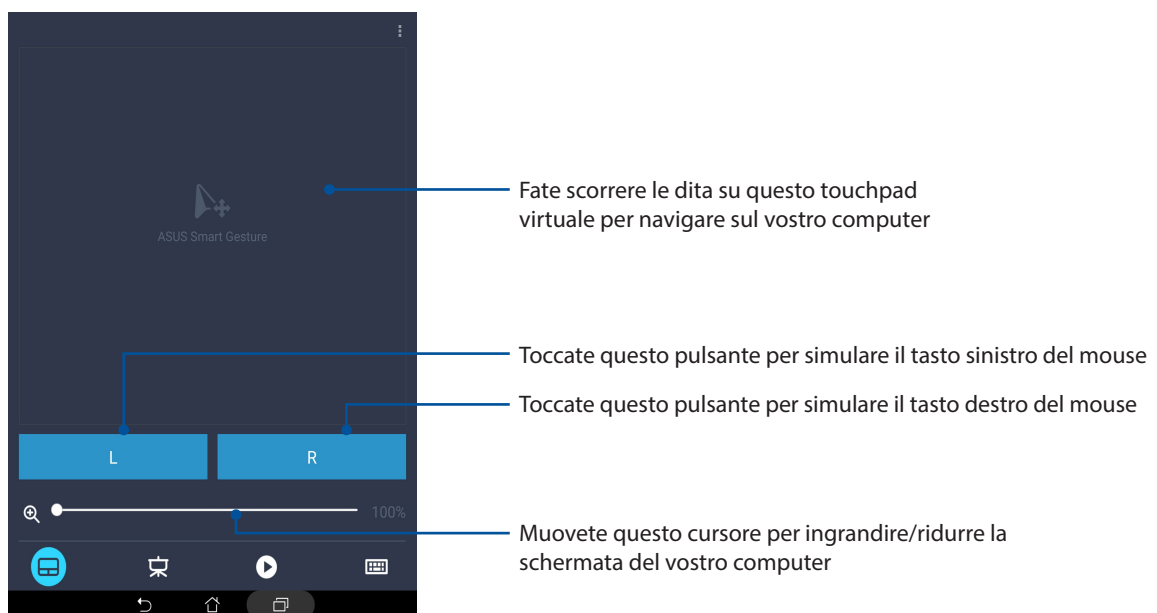 ASUS Smart Gesture
Fate scorrere le dita su questo touchpad
virtuale per navigare sul vostro computer
Toccate questo pulsante per simulare il tasto sinistro del mouse
Toccate questo pulsante per simulare il tasto destro del mouse
L
R
100%
Muovete questo cursore per ingrandire/ridurre la
schermata del vostro computer